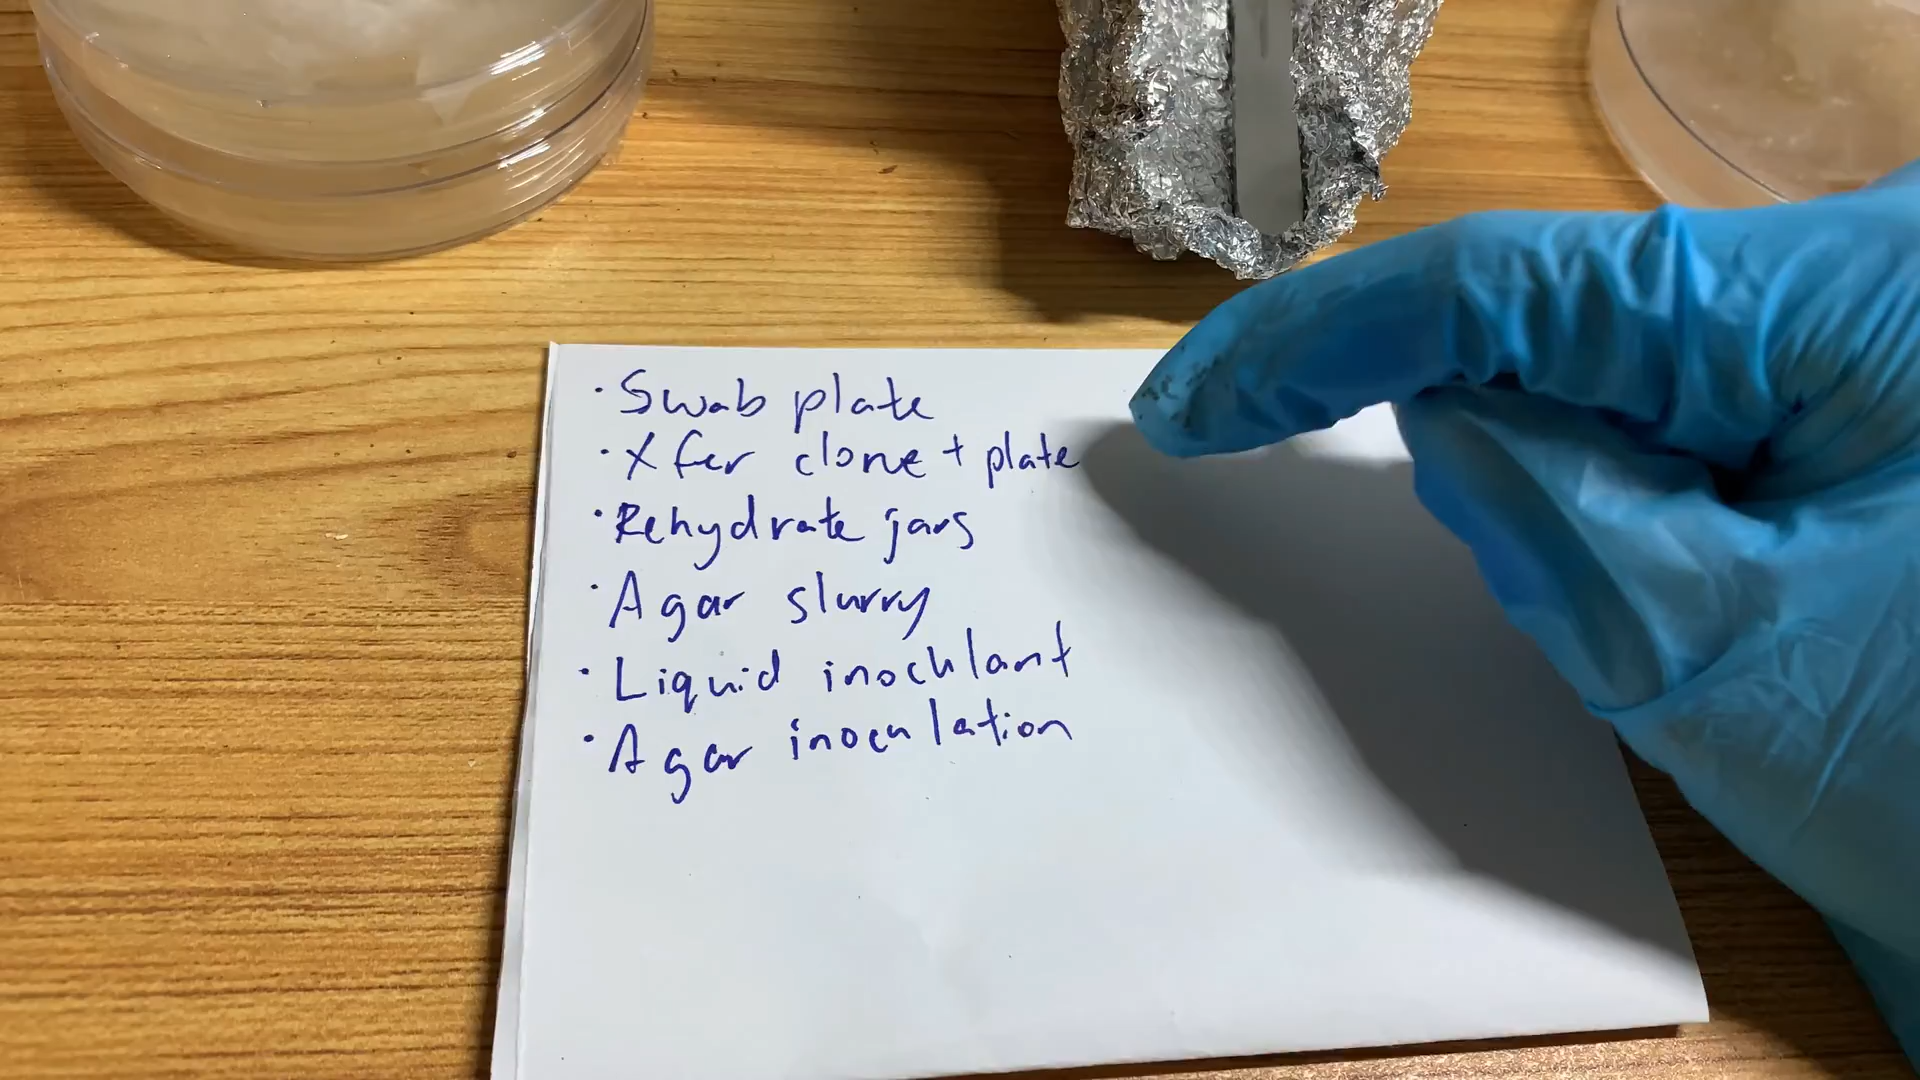 · Swab plate
· Xfer clone + plate
· Rehydrate jars
· Agar slurry
· Liquid inochlant
· Agar inoculation